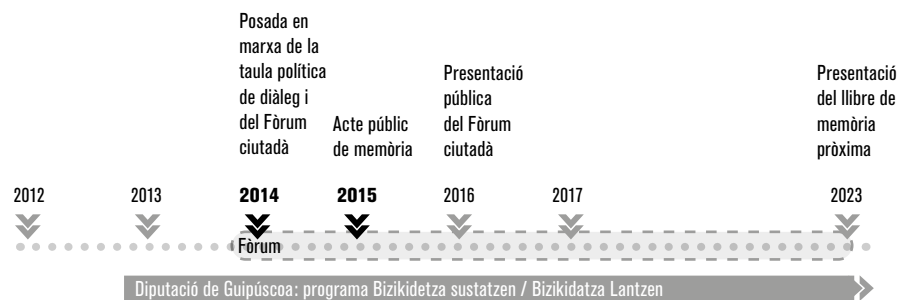 Posada en
marxa de la
taula política
de diàleg i
del Fòrum
ciutadà
Acte públic
de memòria
Presentació
pública
del Fòrum
ciutadà
Presentació
del llibre de
memòria
pròxima
2012 2013 2014 2015 2016 2017 2023
Fòrum
Diputació de Guipúscoa: programa Bizikidetza sustatzen / Bizikidatza Lantzen